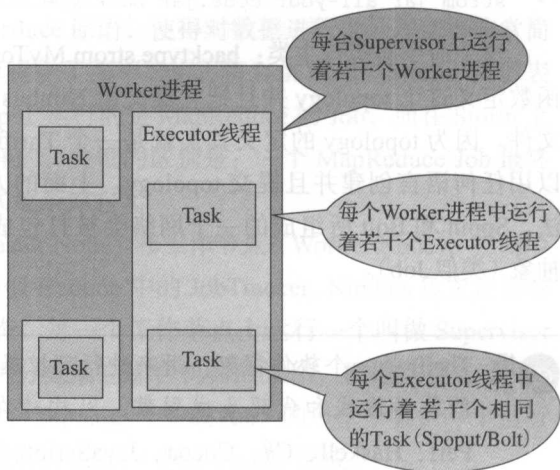 每台Supervisor上运行
着若干个Worker进程
Worker进程
Executor线程
Task
Task
每个Worker进程中运行
着若干个Executor线程
Task
Task
每个Executor线程中
运行着若干个相同
的Task(Spoput/Bolt)